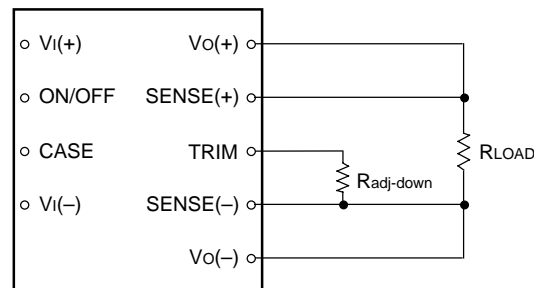 VI(+)
VO(+)
ON/OFF
SENSE(+)
CASE
TRIM
RLOAD
Radj-down
VI(–)
SENSE(–)
VO(–)